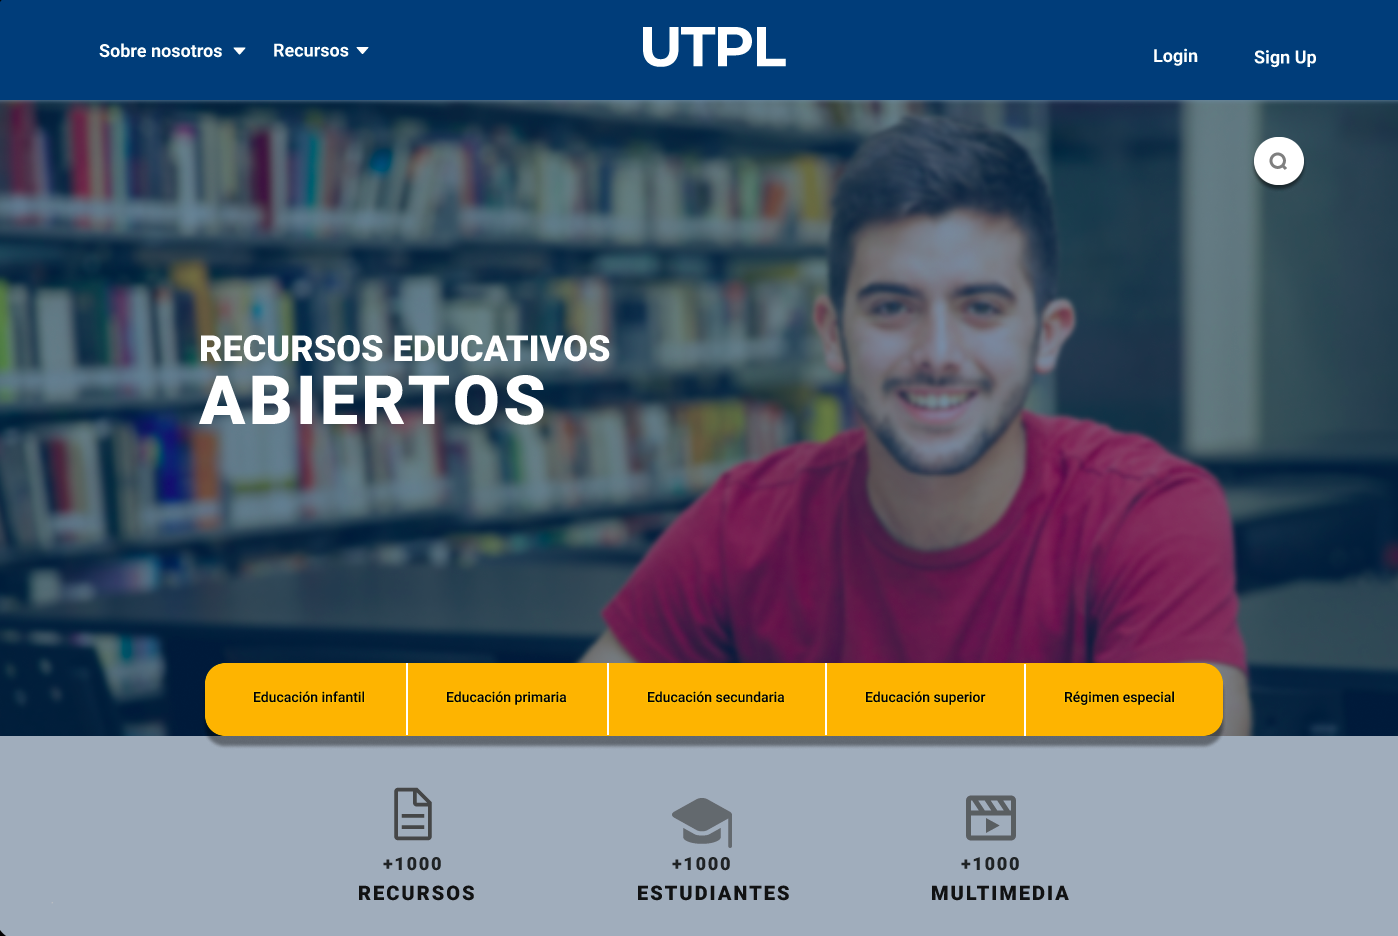 Sobre nosotros
Recursos
UTPL
Login
Sign Up
RECURSOS EDUCATIVOS
ABIERTOS
Educación infantil
Educación primaria
Educación secundaria
Educación superior
Régimen especial
+1000
RECURSOS
+1000
ESTUDIANTES
+1000
MULTIMEDIA